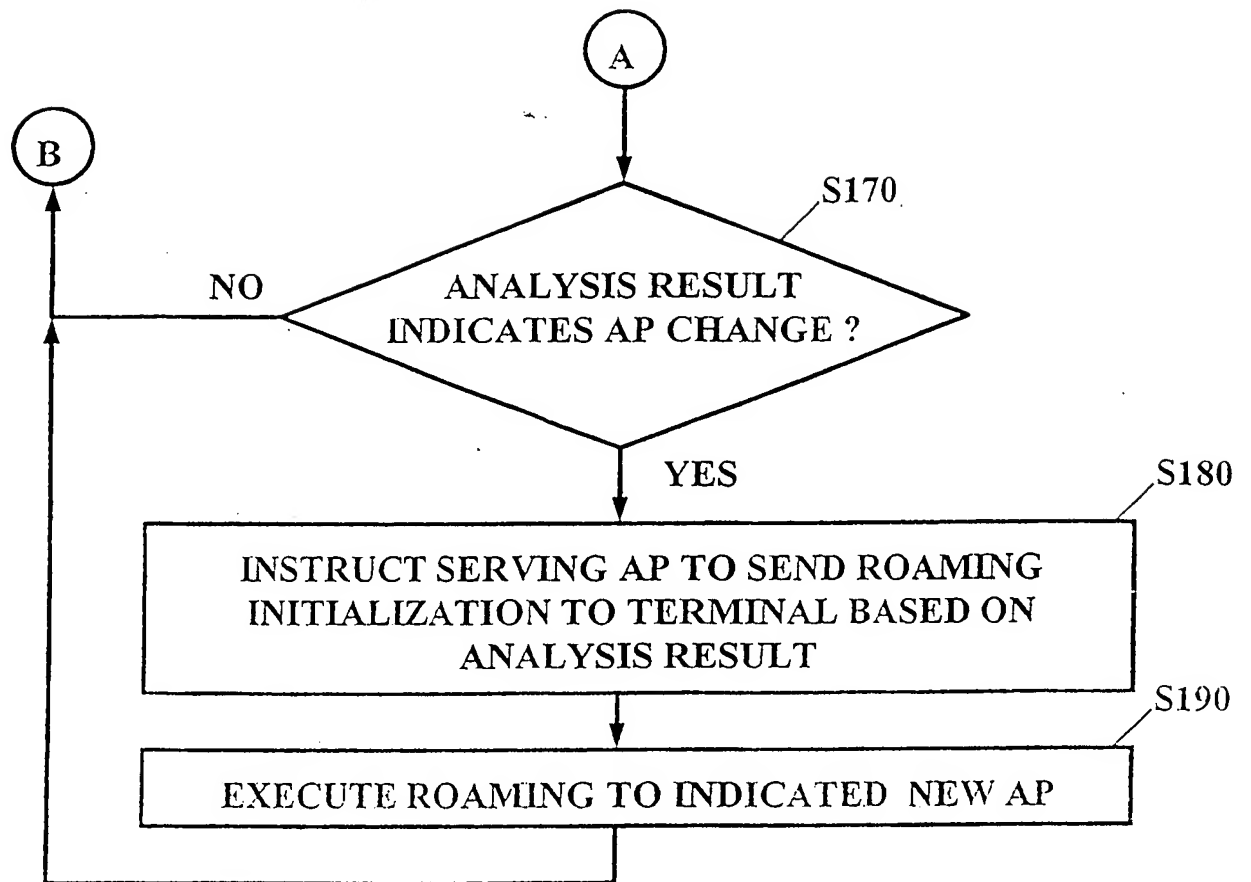 A
B
S170
NO
ANALYSIS RESULT
INDICATES AP CHANGE ?
YES
S180
INSTRUCT SERVING AP TO SEND ROAMING
INITIALIZATION TO TERMINAL BASED ON
ANALYSIS RESULT
S190
EXECUTE ROAMING TO INDICATED NEW AP